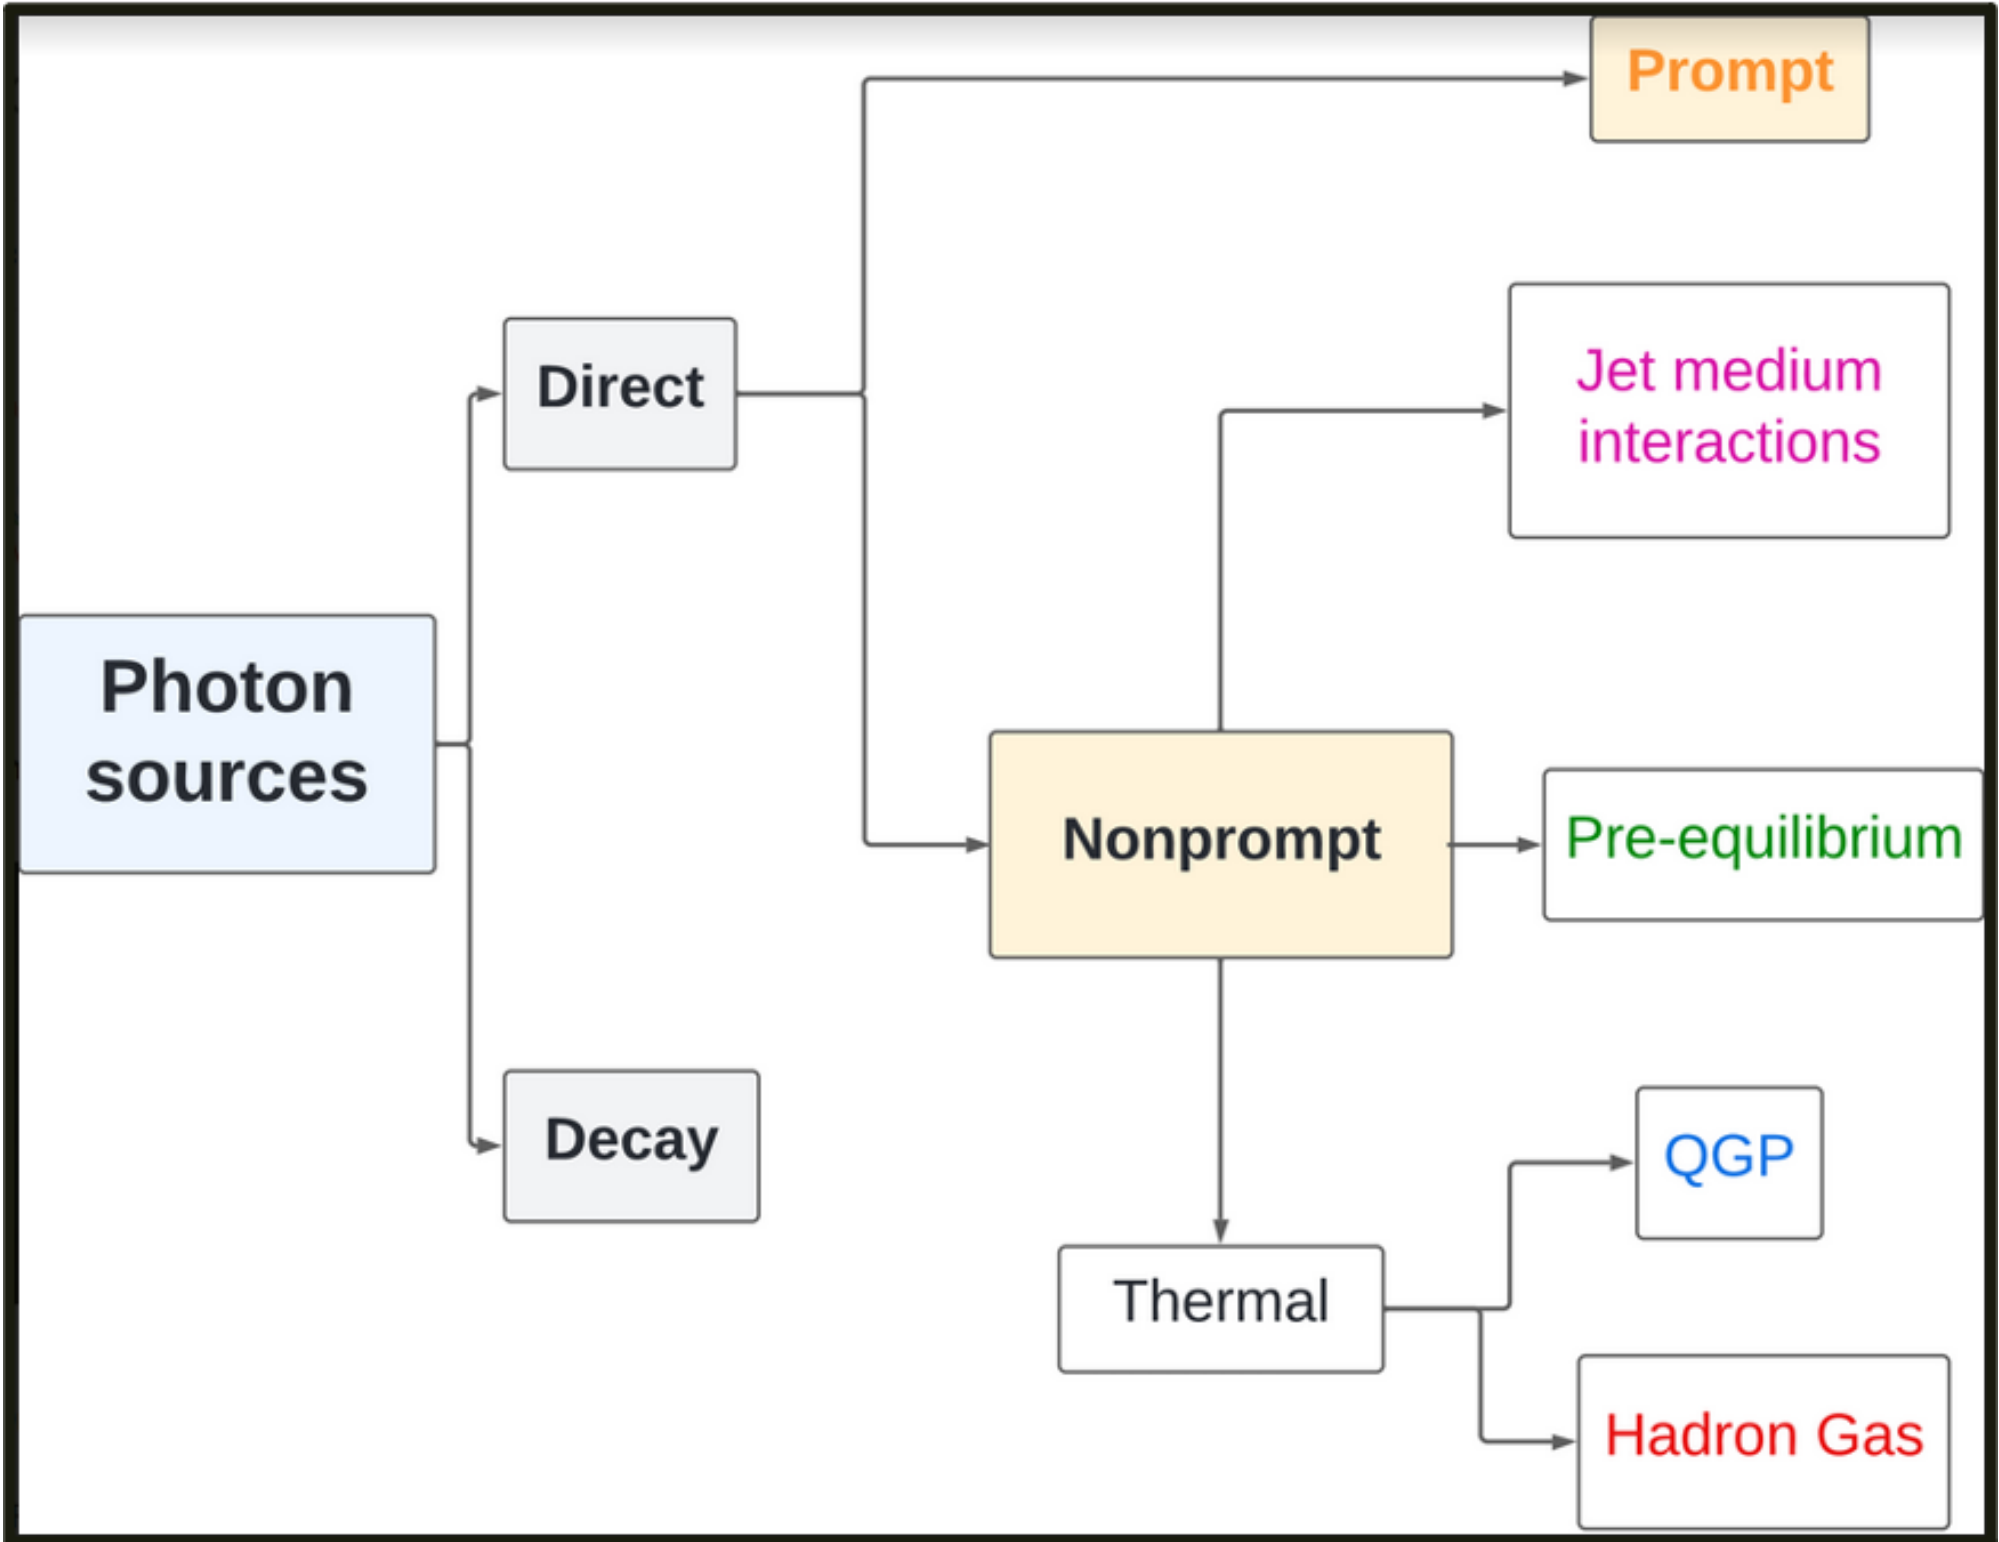 Prompt
Direct
Jet medium
interactions
Photon
sources
Nonprompt
Pre-equilibrium
Decay
QGP
Thermal
Hadron Gas